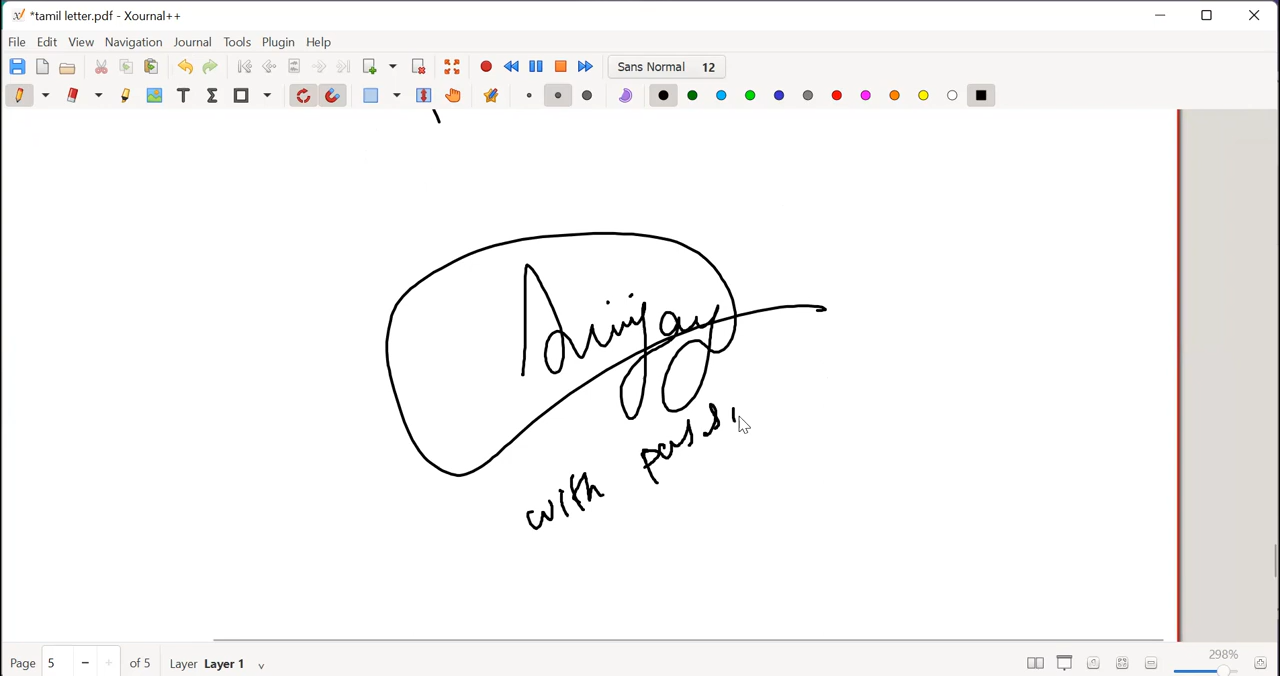 *tamil letter.pdf - Xournal++
File Edit View Navigation Journal Tools Plugin Help
Sans Normal 12
with passi
Page 5 of 5 Layer Layer 1 298%